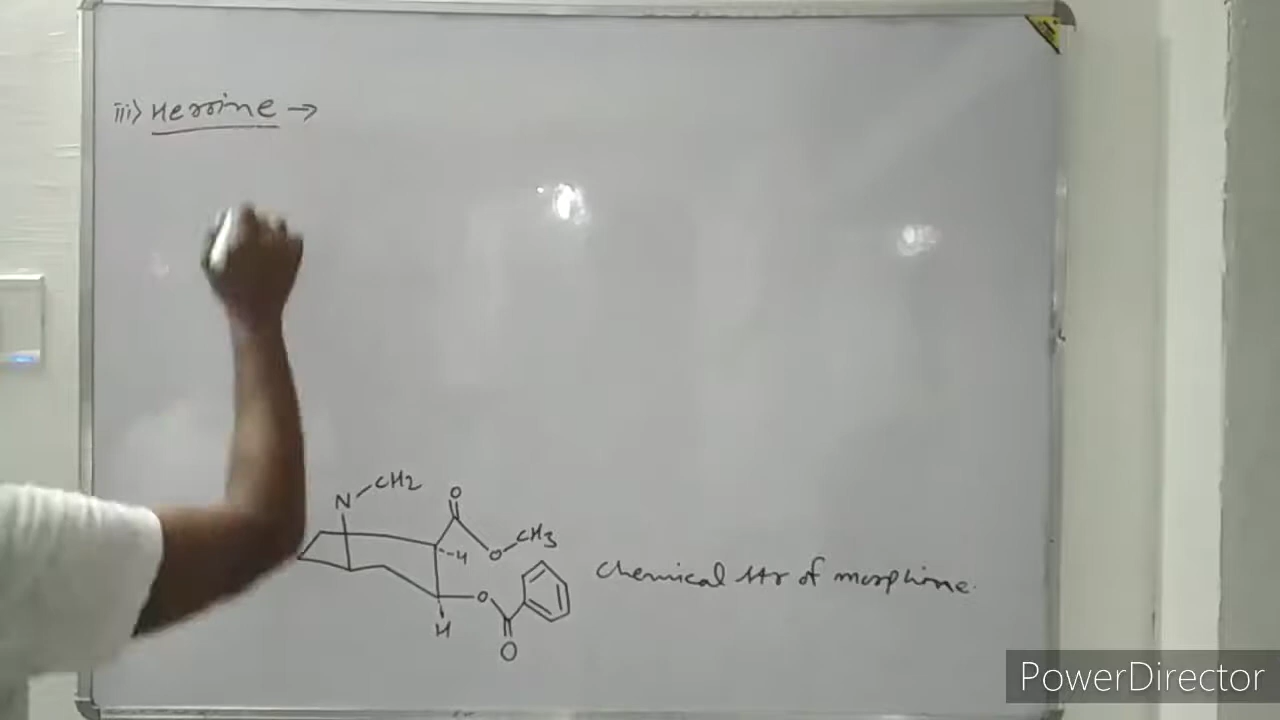 iii) Heroine →
N CH2 O
O CH3
H
O
H
O
Chemical str of morphine.
PowerDirector